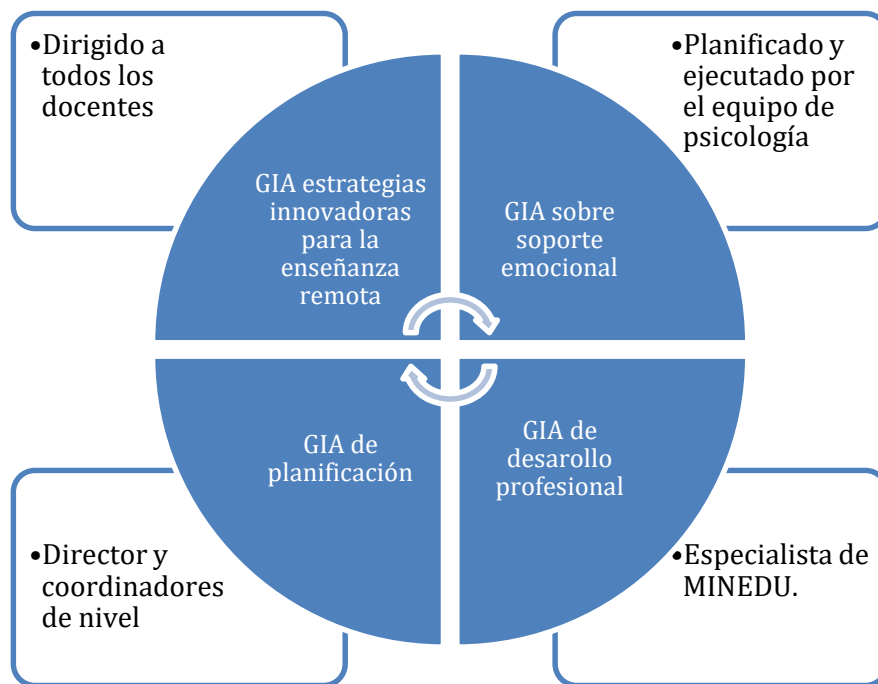 •Dirigido a
todos los
docentes
•Planificado y
ejecutado por
el equipo de
psicología
GIA estrategias
innovadoras
para la
enseñanza
remota
GIA sobre
soporte
emocional
GIA de
planificación
GIA de
desarollo
profesional
•Director y
coordinadores
de nivel
•Especialista de
MINEDU.